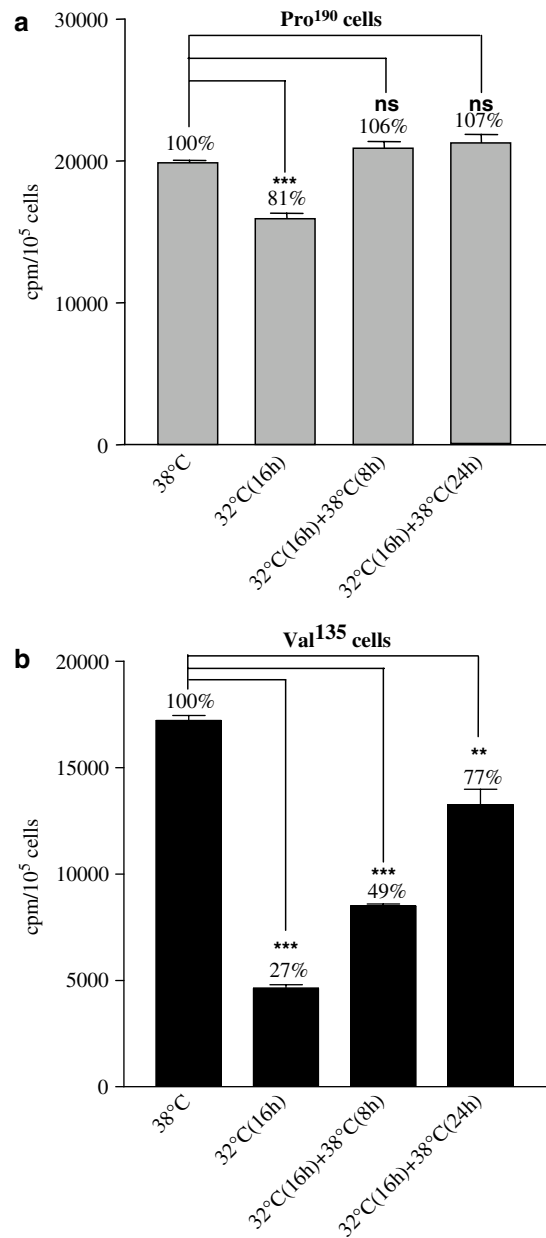 a
Pro¹⁹⁰ cells
30000
20000
10000
0
cpm/10⁵ cells
100%
***
81%
ns
106%
ns
107%
38°C
32°C(16h)
32°C(16h)+38°C(8h)
32°C(16h)+38°C(24h)
b
Val¹³⁵ cells
20000
15000
10000
5000
0
cpm/10⁵ cells
100%
***
27%
***
49%
**
77%
38°C
32°C(16h)
32°C(16h)+38°C(8h)
32°C(16h)+38°C(24h)